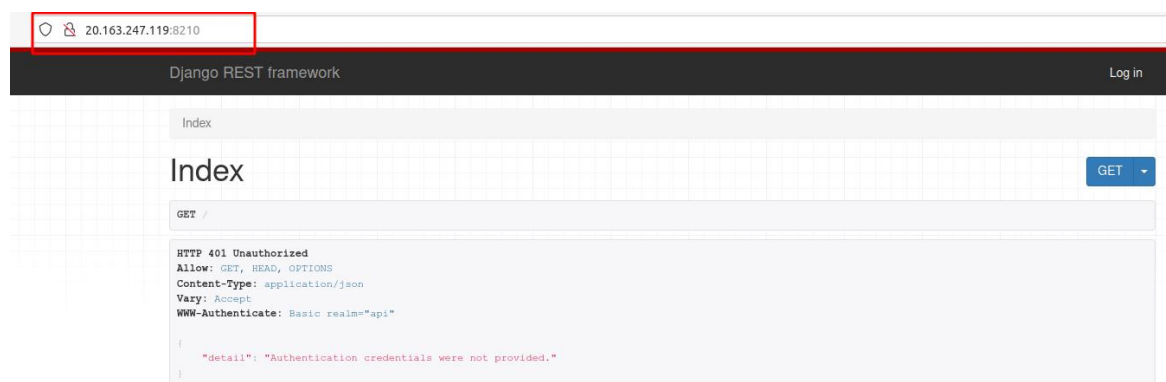 20.163.247.119:8210
Django REST framework Log in
Index
Index
GET
GET /
HTTP 401 Unauthorized
Allow: GET, HEAD, OPTIONS
Content-Type: application/json
Vary: Accept
WWW-Authenticate: Basic realm="api"
{
"detail": "Authentication credentials were not provided."
}